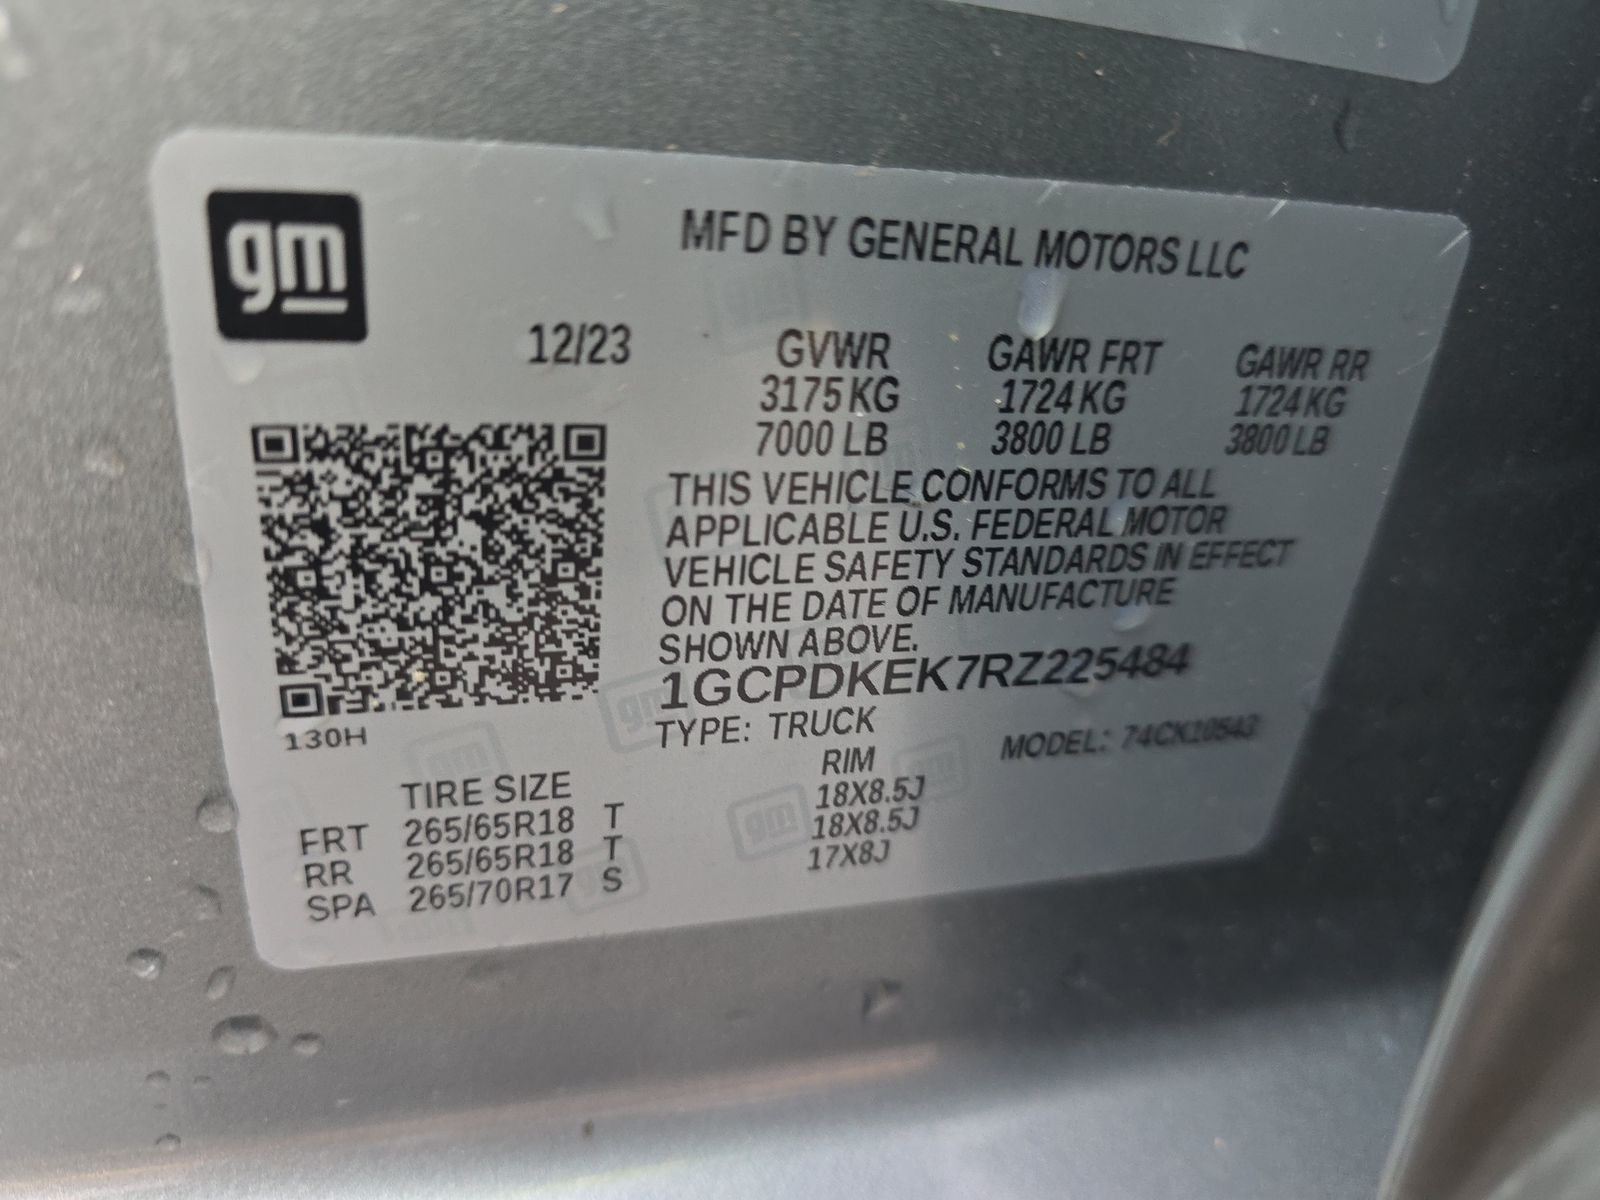 gm
MFD BY GENERAL MOTORS LLC
12/23 GVWR GAWR FRT GAWR RR
3175 KG 1724 KG 1724 KG
7000 LB 3800 LB 3800 LB
THIS VEHICLE CONFORMS TO ALL
APPLICABLE U.S. FEDERAL MOTOR
VEHICLE SAFETY STANDARDS IN EFFECT
ON THE DATE OF MANUFACTURE
SHOWN ABOVE.
1GCPDKEK7RZ225484
130H
TYPE: TRUCK MODEL: 74CK10543
TIRE SIZE RIM
FRT 265/65R18 T 18X8.5J
RR 265/65R18 T 18X8.5J
SPA 265/70R17 S 17X8J